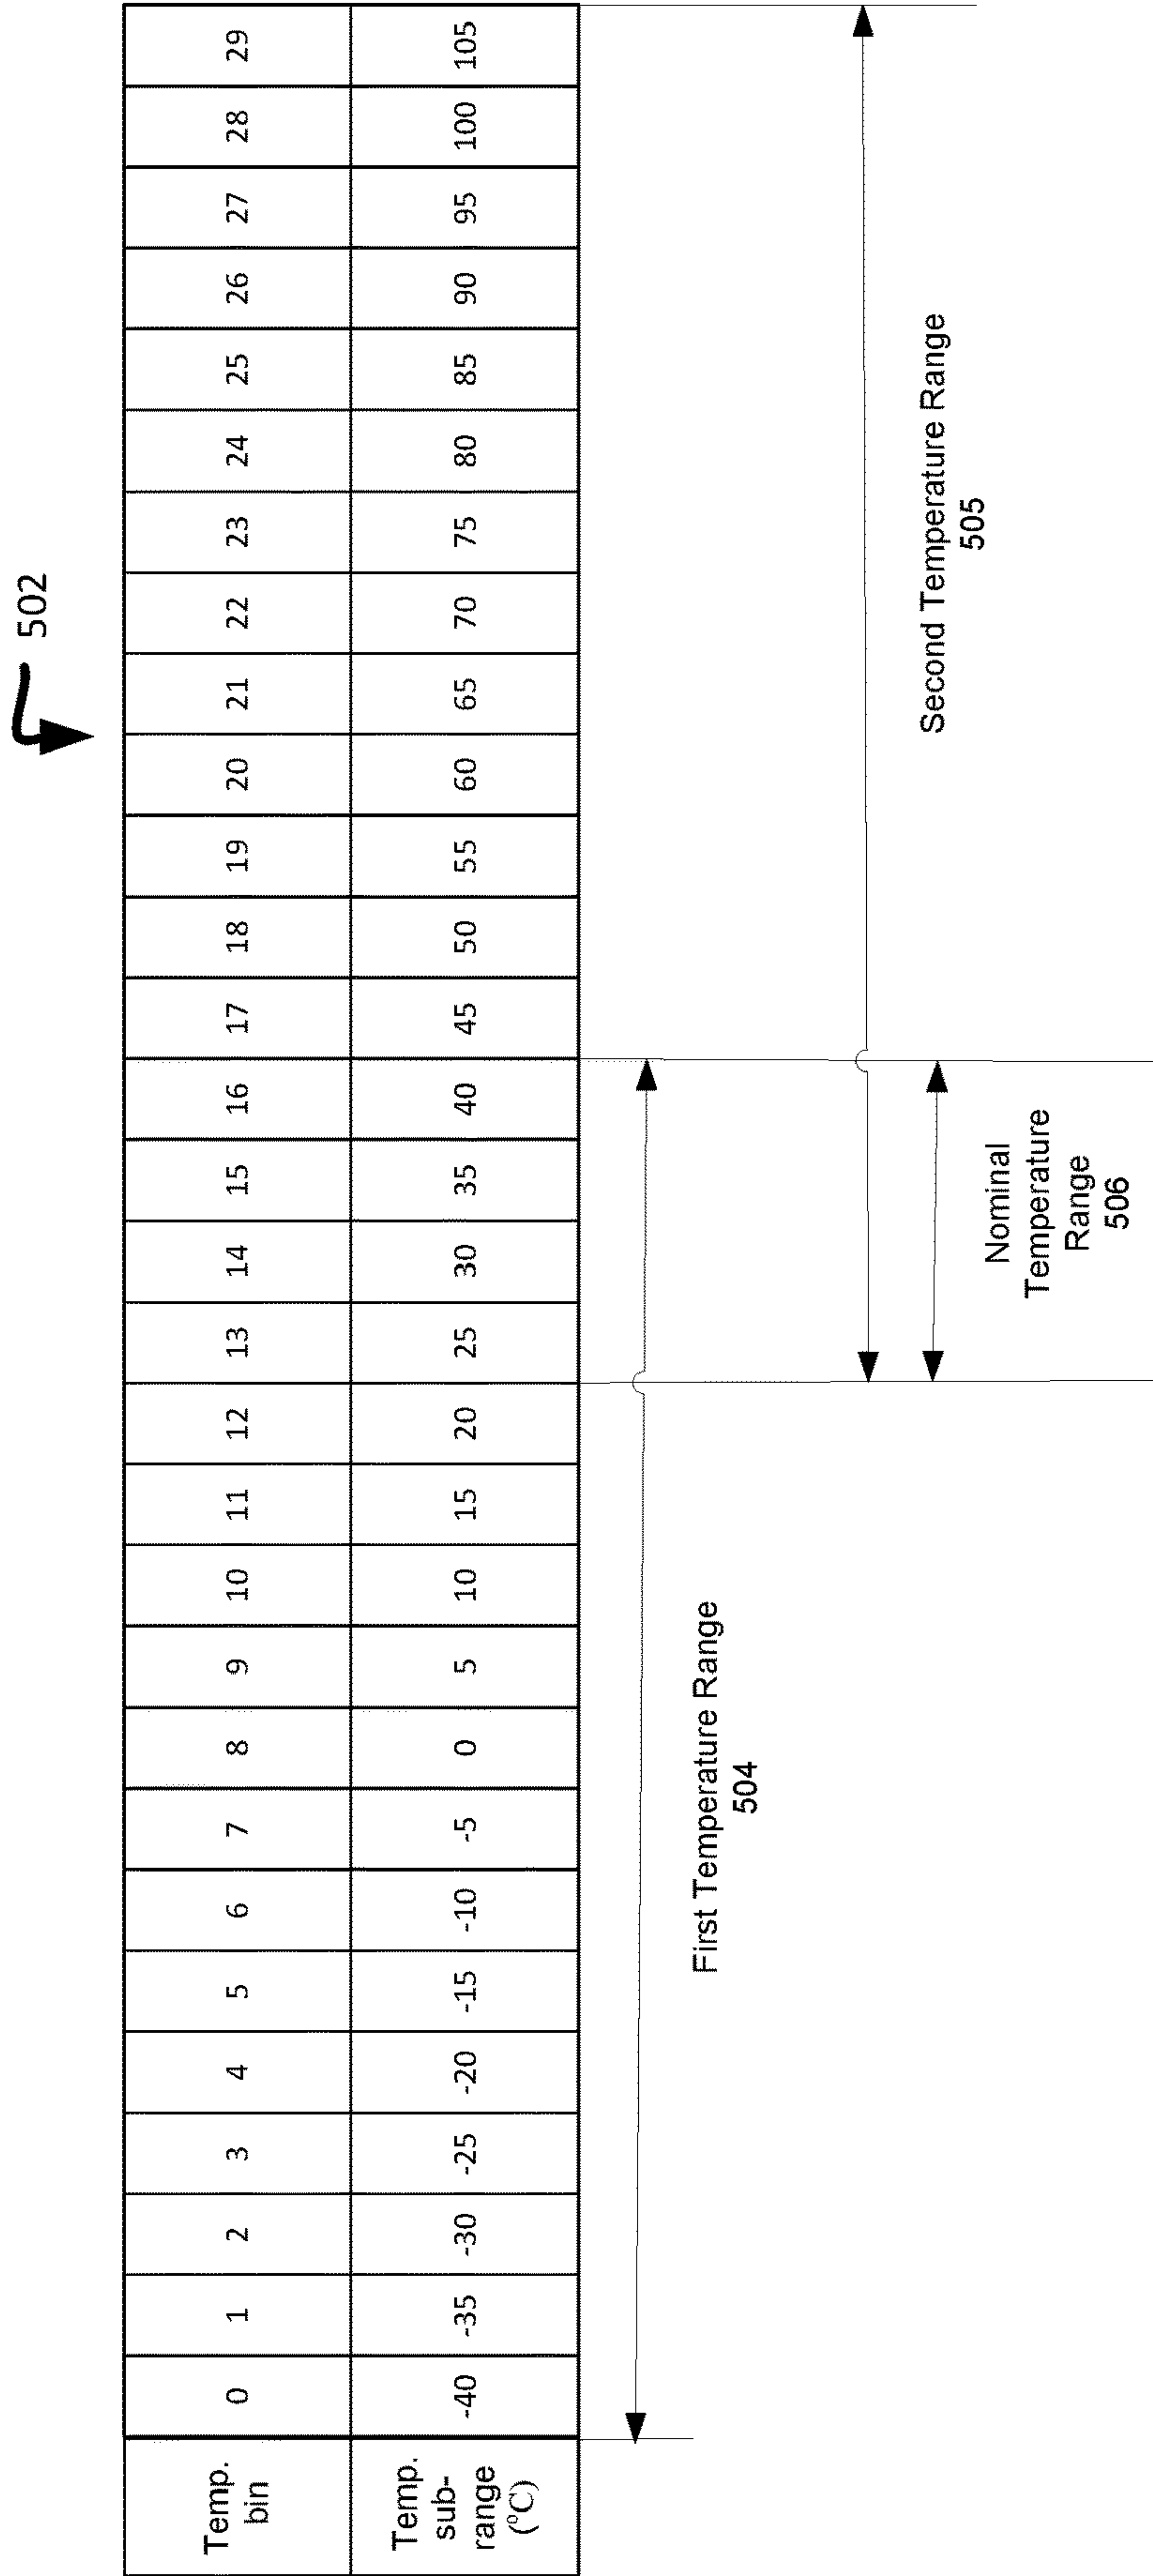 502
Temp. bin 0 1 2 3 4 5 6 7 8 9 10 11 12 13 14 15 16 17 18 19 20 21 22 23 24 25 26 27 28 29
Temp. sub-range (°C) -40 -35 -30 -25 -20 -15 -10 -5 0 5 10 15 20 25 30 35 40 45 50 55 60 65 70 75 80 85 90 95 100 105
First Temperature Range
504
Second Temperature Range
505
Nominal
Temperature
Range
506